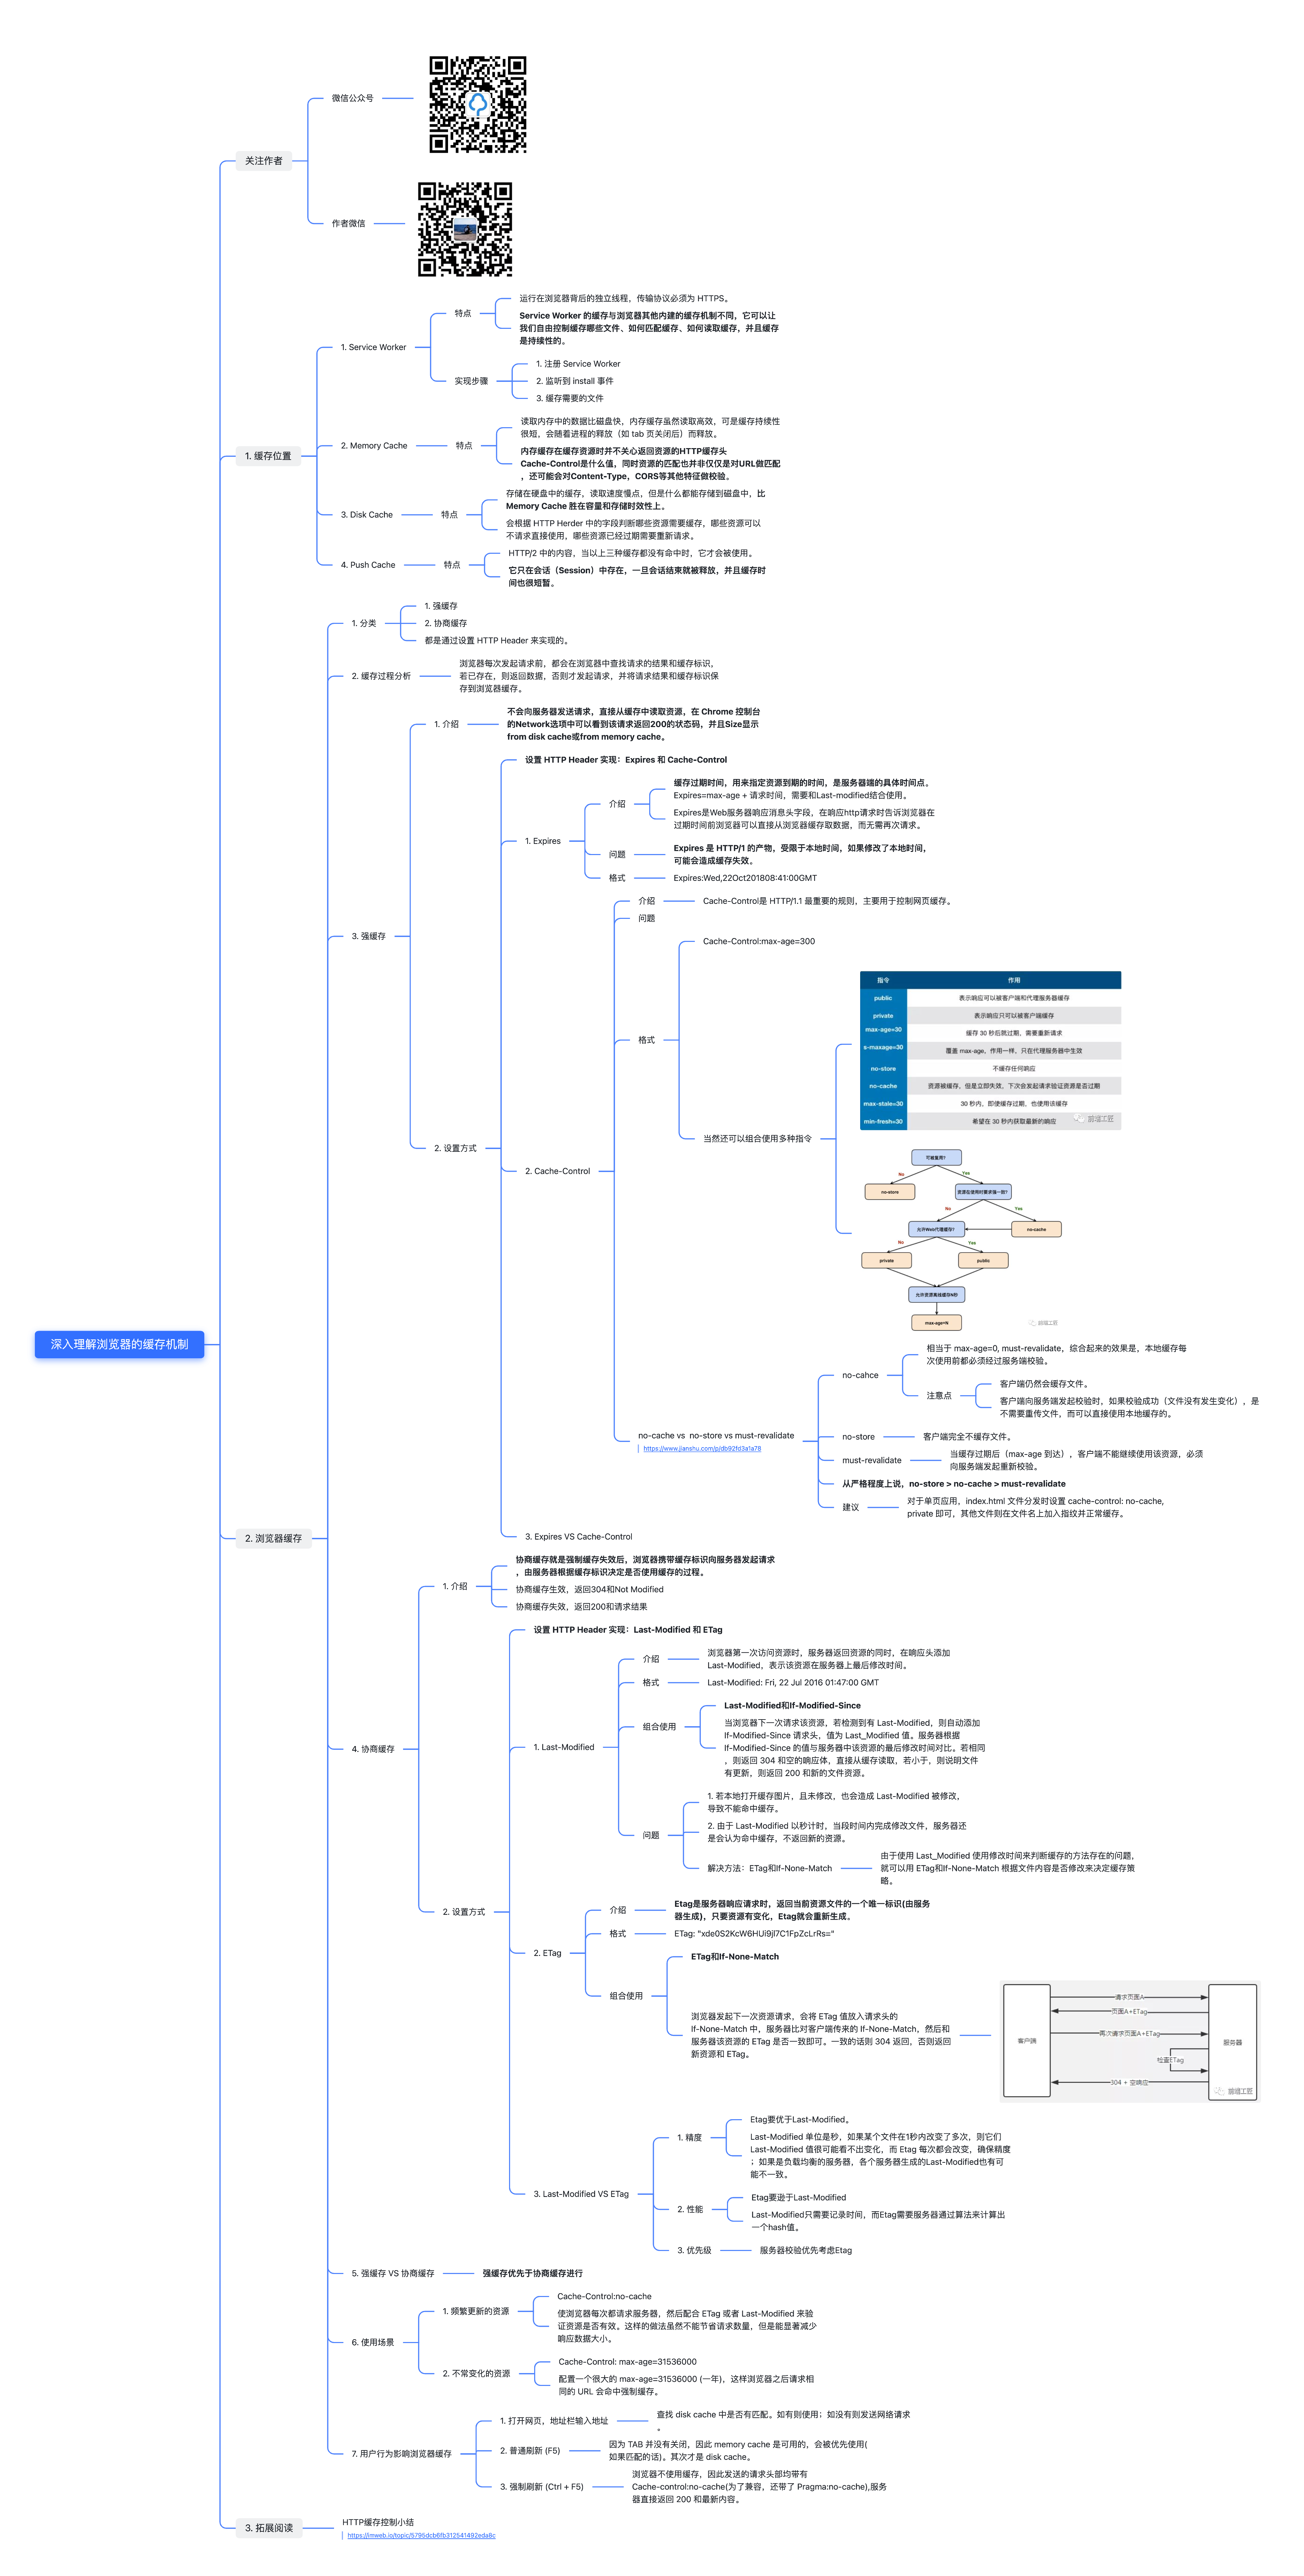 深入理解浏览器的缓存机制
关注作者
微信公众号
作者微信
1. 缓存位置
1. Service Worker
特点
运行在浏览器背后的独立线程，传输协议必须为 HTTPS。
Service Worker 的缓存与浏览器其他内建的缓存机制不同，它可以让
我们自由控制缓存哪些文件、如何匹配缓存、如何读取缓存，并且缓存
是持续性的。
实现步骤
1. 注册 Service Worker
2. 监听到 install 事件
3. 缓存需要的文件
2. Memory Cache
特点
读取内存中的数据比磁盘快，内存缓存虽然读取高效，可是缓存持续性
很短，会随着进程的释放（如 tab 页关闭后）而释放。
内存缓存在缓存资源时并不关心返回资源的HTTP缓存头
Cache-Control是什么值，同时资源的匹配也并非仅仅是对URL做匹配
，还可能会对Content-Type，CORS等其他特征做校验。
3. Disk Cache
特点
存储在硬盘中的缓存，读取速度慢点，但是什么都能存储到磁盘中，比
Memory Cache 胜在容量和存储时效性上。
会根据 HTTP Herder 中的字段判断哪些资源需要缓存，哪些资源可以
不请求直接使用，哪些资源已经过期需要重新请求。
4. Push Cache
特点
HTTP/2 中的内容，当以上三种缓存都没有命中时，它才会被使用。
它只在会话（Session）中存在，一旦会话结束就被释放，并且缓存时
间也很短暂。
2. 浏览器缓存
1. 分类
1. 强缓存
2. 协商缓存
都是通过设置 HTTP Header 来实现的。
2. 缓存过程分析
浏览器每次发起请求前，都会在浏览器中查找请求的结果和缓存标识，
若已存在，则返回数据，否则才发起请求，并将请求结果和缓存标识保
存到浏览器缓存。
3. 强缓存
1. 介绍
不会向服务器发送请求，直接从缓存中读取资源，在 Chrome 控制台
的Network选项中可以看到该请求返回200的状态码，并且Size显示
from disk cache或from memory cache。
2. 设置方式
设置 HTTP Header 实现：Expires 和 Cache-Control
1. Expires
介绍
缓存过期时间，用来指定资源到期的时间，是服务器端的具体时间点。
Expires=max-age + 请求时间，需要和Last-modified结合使用。
Expires是Web服务器响应消息头字段，在响应http请求时告诉浏览器在
过期时间前浏览器可以直接从浏览器缓存取数据，而无需再次请求。
问题
Expires 是 HTTP/1 的产物，受限于本地时间，如果修改了本地时间，
可能会造成缓存失效。
格式
Expires:Wed,22Oct201808:41:00GMT
2. Cache-Control
介绍
Cache-Control是 HTTP/1.1 最重要的规则，主要用于控制网页缓存。
问题
格式
Cache-Control:max-age=300
当然还可以组合使用多种指令
指令 作用
public 表示响应可以被客户端和代理服务器缓存
private 表示响应只可以被客户端缓存
max-age=30 缓存 30 秒后就过期，需要重新请求
s-maxage=30 覆盖 max-age，作用一样，只在代理服务器中生效
no-store 不缓存任何响应
no-cache 资源被缓存，但是立即失效，下次会发起请求验证资源是否过期
max-stale=30 30 秒内，即使缓存过期，也使用该缓存
min-fresh=30 希望在 30 秒内获取最新的响应
前端工匠
可被复用?
No Yes
no-store
资源在使用时要求强一致?
No Yes
允许Web代理缓存?
no-cache
No Yes
private
public
允许资源离线缓存N秒
max-age=N
前端工匠
no-cache vs no-store vs must-revalidate
https://www.jianshu.com/p/db92fd3a1a78
no-cahce
相当于 max-age=0, must-revalidate，综合起来的效果是，本地缓存每
次使用前都必须经过服务端校验。
注意点
客户端仍然会缓存文件。
客户端向服务端发起校验时，如果校验成功（文件没有发生变化），是
不需要重传文件，而可以直接使用本地缓存的。
no-store
客户端完全不缓存文件。
must-revalidate
当缓存过期后（max-age 到达），客户端不能继续使用该资源，必须
向服务端发起重新校验。
从严格程度上说，no-store > no-cache > must-revalidate
建议
对于单页应用，index.html 文件分发时设置 cache-control: no-cache,
private 即可，其他文件则在文件名上加入指纹并正常缓存。
3. Expires VS Cache-Control
4. 协商缓存
1. 介绍
协商缓存就是强制缓存失效后，浏览器携带缓存标识向服务器发起请求
，由服务器根据缓存标识决定是否使用缓存的过程。
协商缓存生效，返回304和Not Modified
协商缓存失效，返回200和请求结果
2. 设置方式
设置 HTTP Header 实现：Last-Modified 和 ETag
1. Last-Modified
介绍
浏览器第一次访问资源时，服务器返回资源的同时，在响应头添加
Last-Modified，表示该资源在服务器上最后修改时间。
格式
Last-Modified: Fri, 22 Jul 2016 01:47:00 GMT
组合使用
Last-Modified和If-Modified-Since
当浏览器下一次请求该资源，若检测到有 Last-Modified，则自动添加
If-Modified-Since 请求头，值为 Last_Modified 值。服务器根据
If-Modified-Since 的值与服务器中该资源的最后修改时间对比。若相同
，则返回 304 和空的响应体，直接从缓存读取，若小于，则说明文件
有更新，则返回 200 和新的文件资源。
问题
1. 若本地打开缓存图片，且未修改，也会造成 Last-Modified 被修改，
导致不能命中缓存。
2. 由于 Last-Modified 以秒计时，当段时间内完成修改文件，服务器还
是会认为命中缓存，不返回新的资源。
解决方法：ETag和If-None-Match
由于使用 Last_Modified 使用修改时间来判断缓存的方法存在的问题，
就可以用 ETag和If-None-Match 根据文件内容是否修改来决定缓存策
略。
2. ETag
介绍
Etag是服务器响应请求时，返回当前资源文件的一个唯一标识(由服务
器生成)，只要资源有变化，Etag就会重新生成。
格式
ETag: "xde0S2KcW6HUi9jl7C1FpZcLrRs="
组合使用
ETag和If-None-Match
浏览器发起下一次资源请求，会将 ETag 值放入请求头的
If-None-Match 中，服务器比对客户端传来的 If-None-Match，然后和
服务器该资源的 ETag 是否一致即可。一致的话则 304 返回，否则返回
新资源和 ETag。
客户端
请求页面A
页面A+ETag
再次请求页面A+ETag
检查ETag
304 + 空响应
服务器
前端工匠
3. Last-Modified VS ETag
1. 精度
Etag要优于Last-Modified。
Last-Modified 单位是秒，如果某个文件在1秒内改变了多次，则它们
Last-Modified 值很可能看不出变化，而 Etag 每次都会改变，确保精度
；如果是负载均衡的服务器，各个服务器生成的Last-Modified也有可
能不一致。
2. 性能
Etag要逊于Last-Modified
Last-Modified只需要记录时间，而Etag需要服务器通过算法来计算出
一个hash值。
3. 优先级
服务器校验优先考虑Etag
5. 强缓存 VS 协商缓存
强缓存优先于协商缓存进行
6. 使用场景
1. 频繁更新的资源
Cache-Control:no-cache
使浏览器每次都请求服务器，然后配合 ETag 或者 Last-Modified 来验
证资源是否有效。这样的做法虽然不能节省请求数量，但是能显著减少
响应数据大小。
2. 不常变化的资源
Cache-Control: max-age=31536000
配置一个很大的 max-age=31536000 (一年)，这样浏览器之后请求相
同的 URL 会命中强制缓存。
7. 用户行为影响浏览器缓存
1. 打开网页，地址栏输入地址
查找 disk cache 中是否有匹配。如有则使用；如没有则发送网络请求
。
2. 普通刷新 (F5)
因为 TAB 并没有关闭，因此 memory cache 是可用的，会被优先使用(
如果匹配的话)。其次才是 disk cache。
3. 强制刷新 (Ctrl + F5)
浏览器不使用缓存，因此发送的请求头部均带有
Cache-control:no-cache(为了兼容，还带了 Pragma:no-cache),服务
器直接返回 200 和最新内容。
3. 拓展阅读
HTTP缓存控制小结
https://imweb.io/topic/5795dcb6fb312541492eda8c